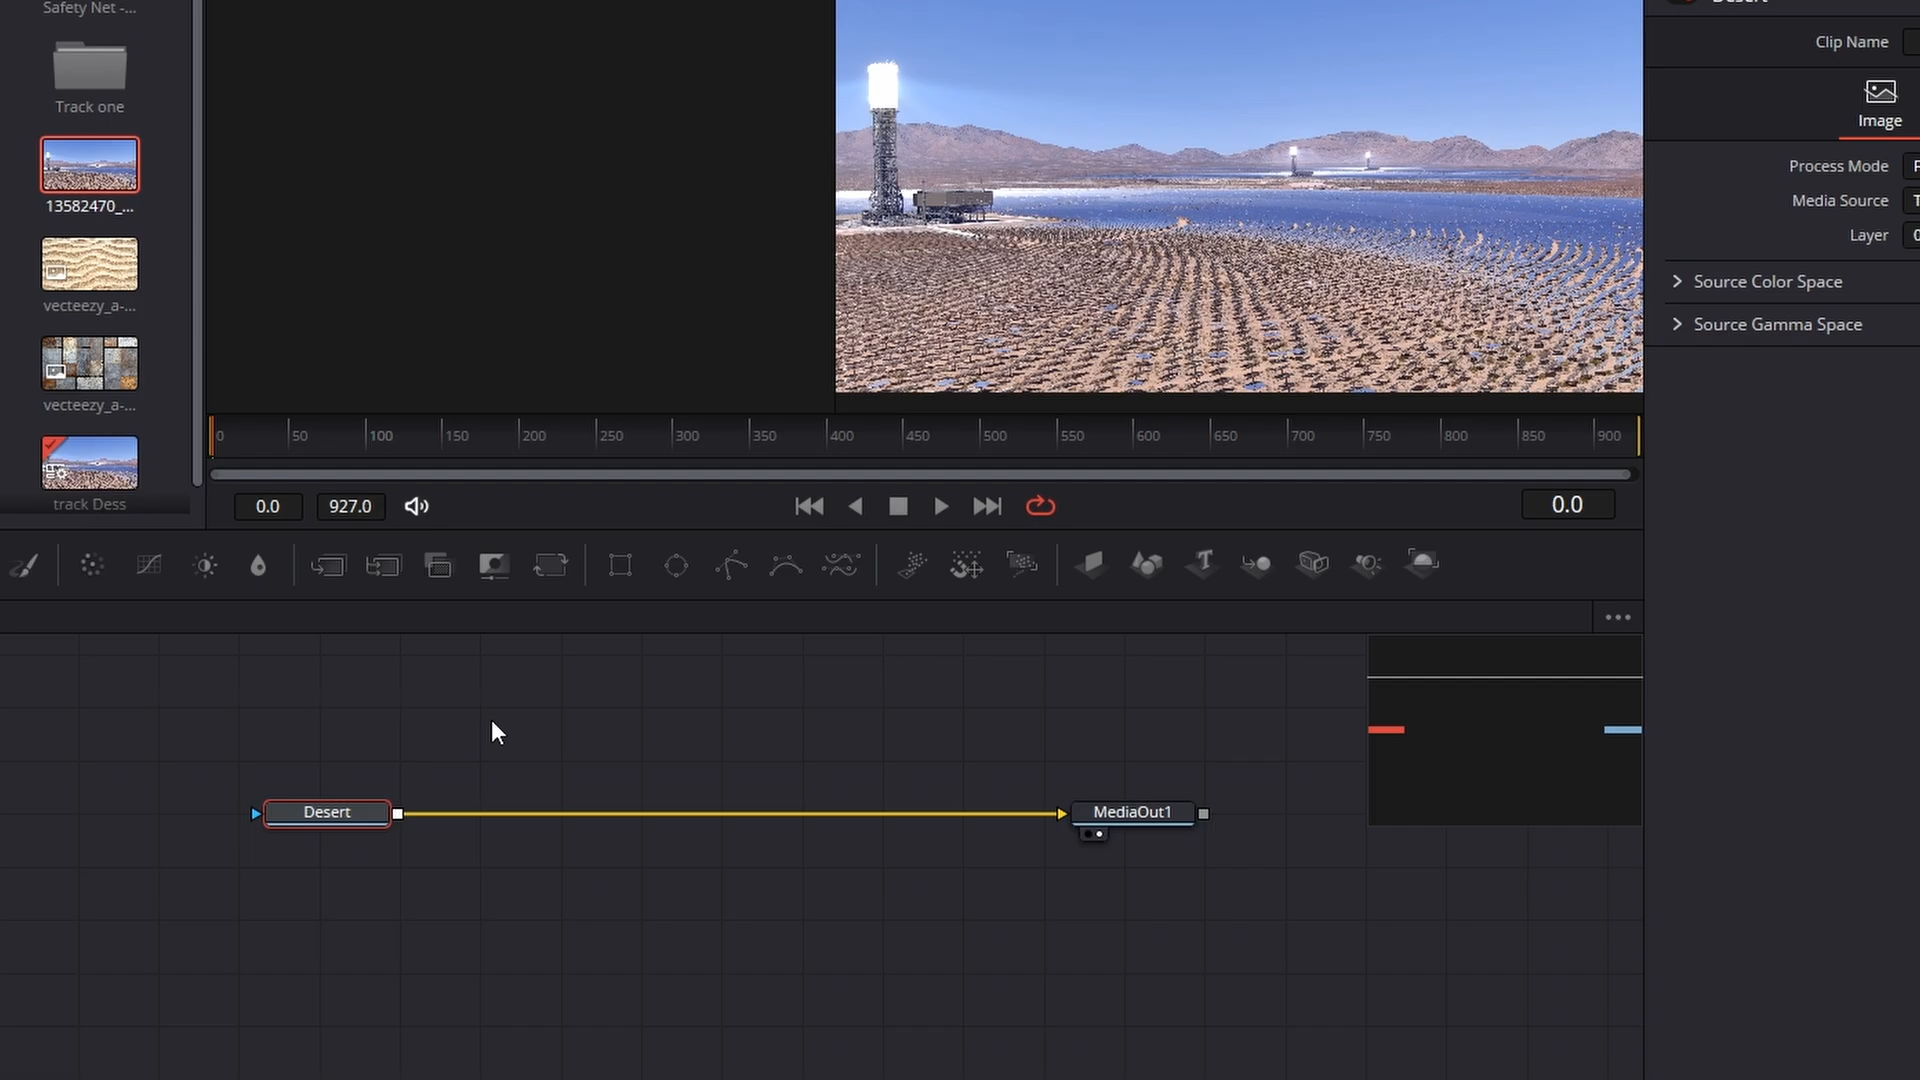 Safety Net -...
Track one
13582470_...
vecteezy_a-...
vecteezy_a-...
track Dess
0
50
100
150
200
250
300
350
400
450
500
550
600
650
700
750
800
850
900
0.0
927.0
0.0
Desert
MediaOut1
Desert
Clip Name
Image
Process Mode
Media Source
Layer
Source Color Space
Source Gamma Space